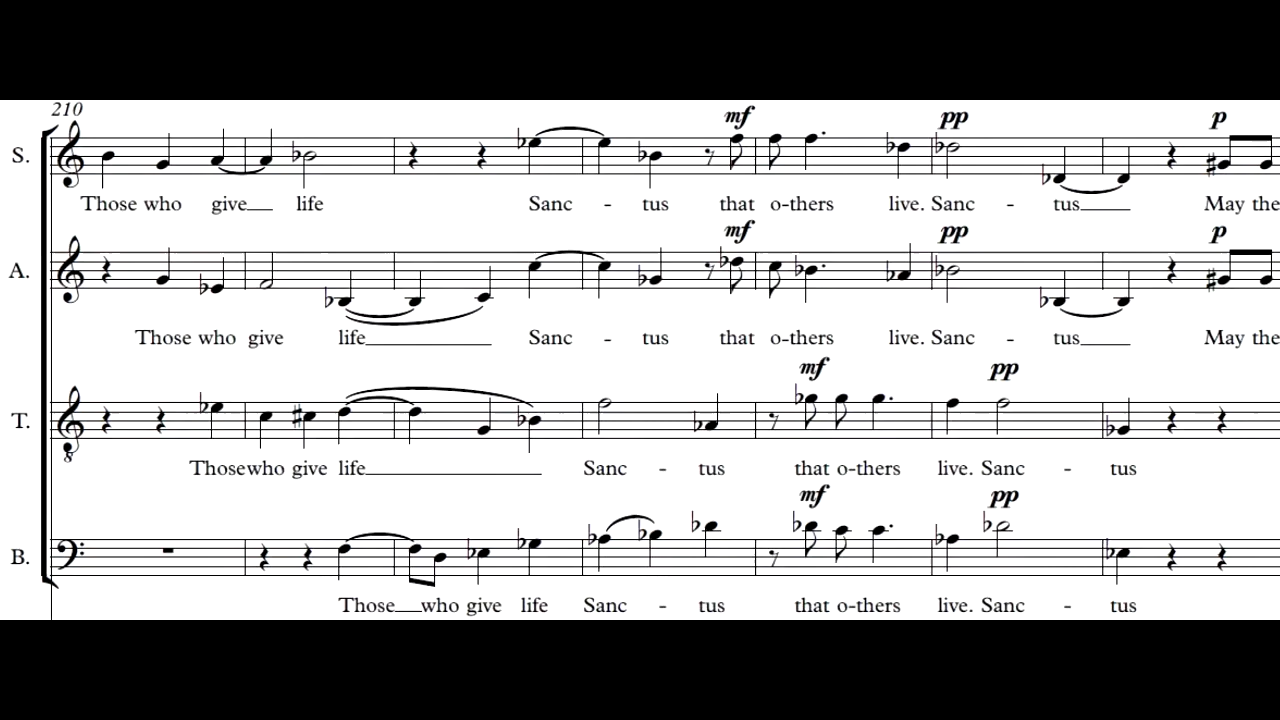 210
mf pp p
S.
Those who give life Sanc - tus that o-thers live. Sanc - tus May the
mf pp p
A.
Those who give life Sanc - tus that o-thers live. Sanc - tus May the
mf pp
T.
8
Those who give life Sanc - tus that o-thers live. Sanc - tus
mf pp
B.
Those who give life Sanc - tus that o-thers live. Sanc - tus